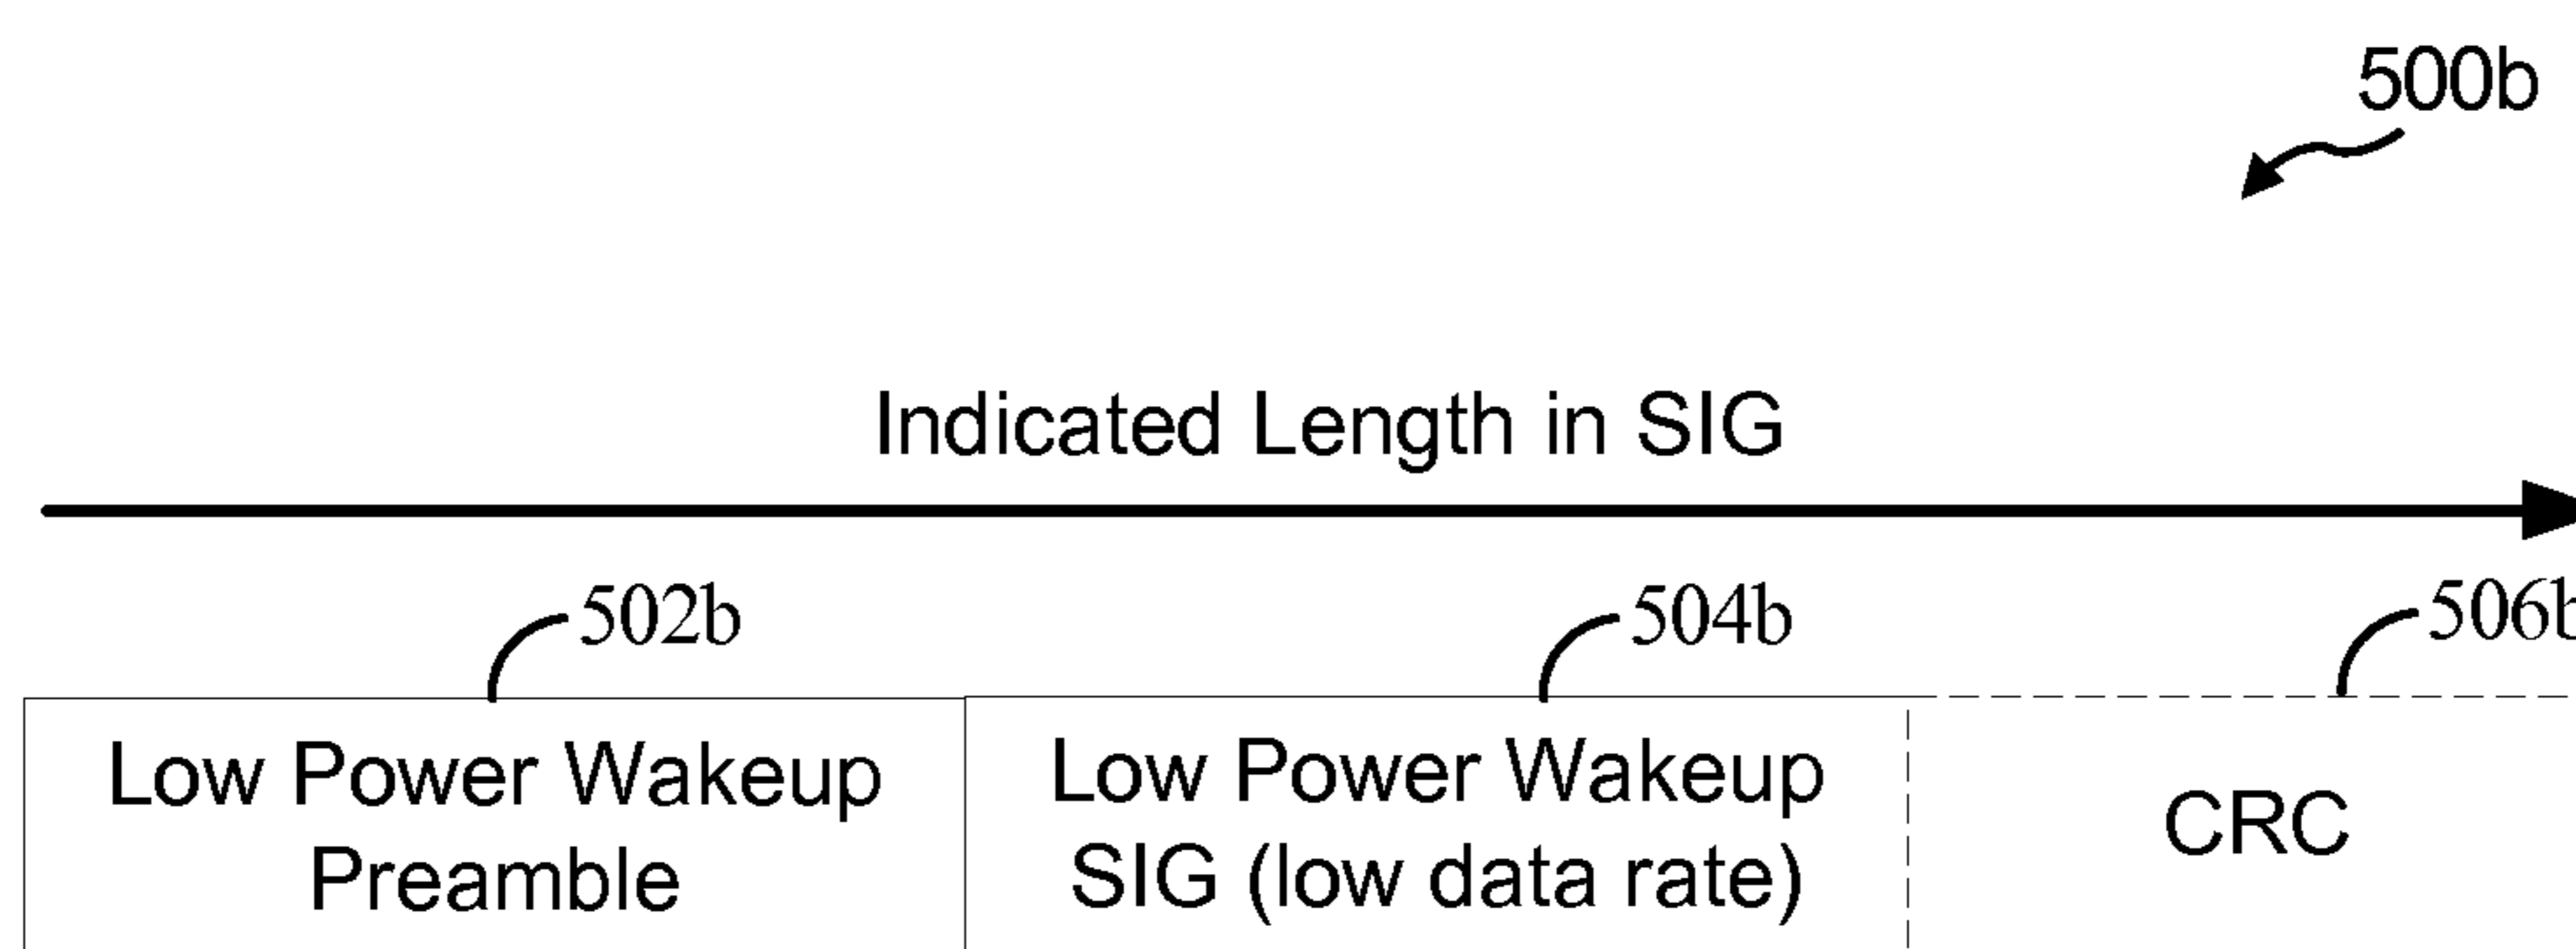 500b
Indicated Length in SIG
502b
504b
506b
Low Power Wakeup
Preamble
Low Power Wakeup
SIG (low data rate)
CRC